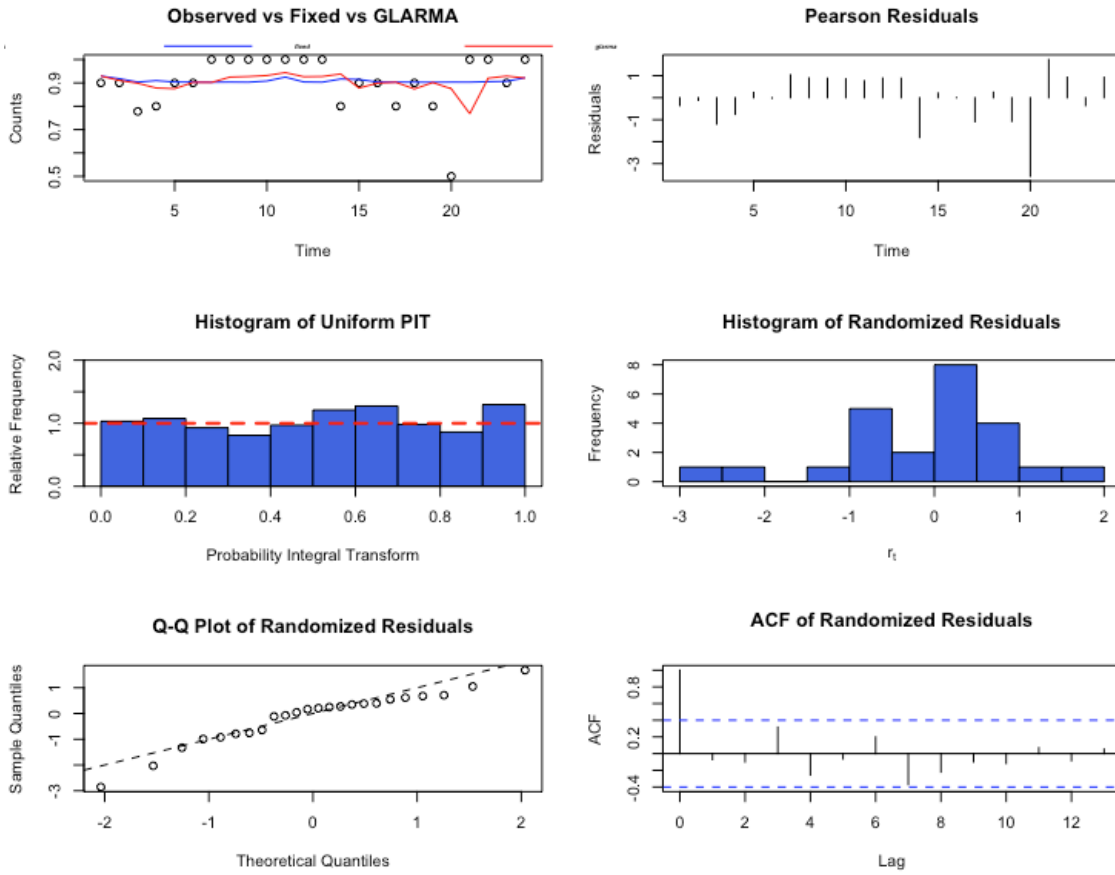 Observed vs Fixed vs GLARMA
Fixed
glarma
Counts
0.5 0.7 0.9
5 10 15 20
Time
Pearson Residuals
Residuals
-3 -1 1
5 10 15 20
Time
Histogram of Uniform PIT
Relative Frequency
0.0 1.0 2.0
0.0 0.2 0.4 0.6 0.8 1.0
Probability Integral Transform
Histogram of Randomized Residuals
Frequency
0 2 4 6 8
-3 -2 -1 0 1 2
rt
Q-Q Plot of Randomized Residuals
Sample Quantiles
-3 -1 0 1
-2 -1 0 1 2
Theoretical Quantiles
ACF of Randomized Residuals
ACF
-0.4 0.2 0.8
0 2 4 6 8 10 12
Lag